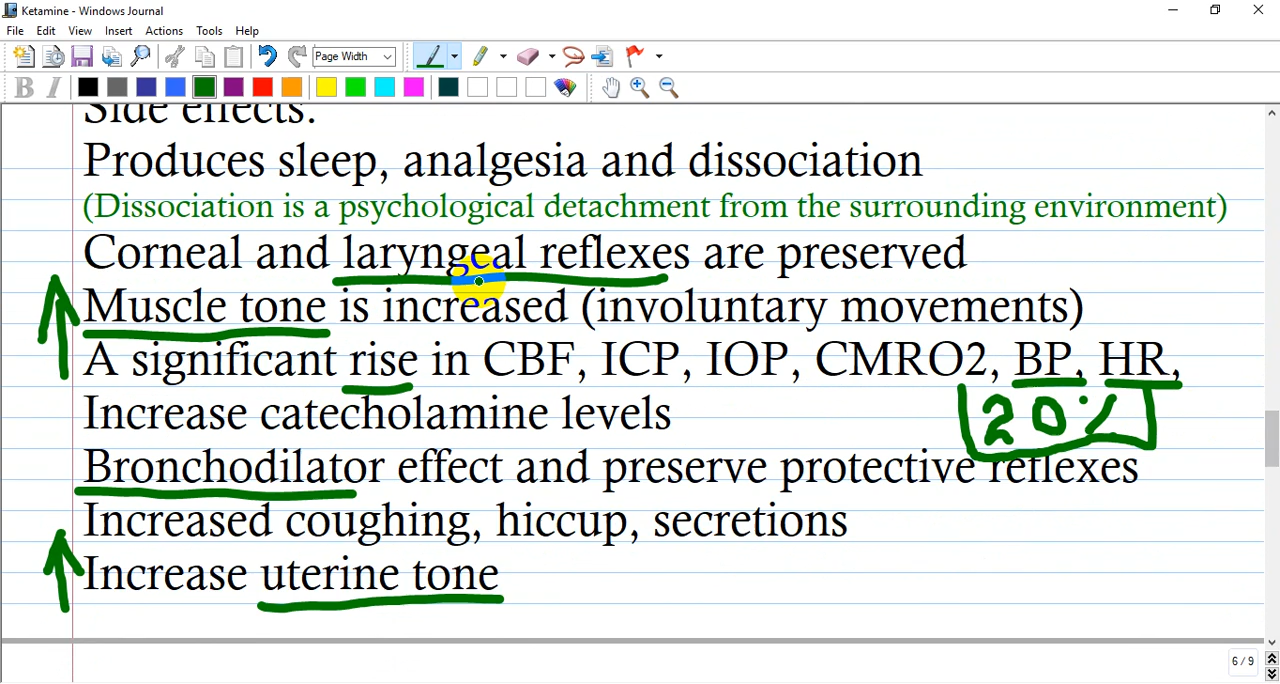 Ketamine - Windows Journal
File Edit View Insert Actions Tools Help
Page Width
B I
Side effects:
Produces sleep, analgesia and dissociation
(Dissociation is a psychological detachment from the surrounding environment)
Corneal and laryngeal reflexes are preserved
Muscle tone is increased (involuntary movements)
A significant rise in CBF, ICP, IOP, CMRO2, BP, HR,
20%
Increase catecholamine levels
Bronchodilator effect and preserve protective reflexes
Increased coughing, hiccup, secretions
Increase uterine tone
6 / 9